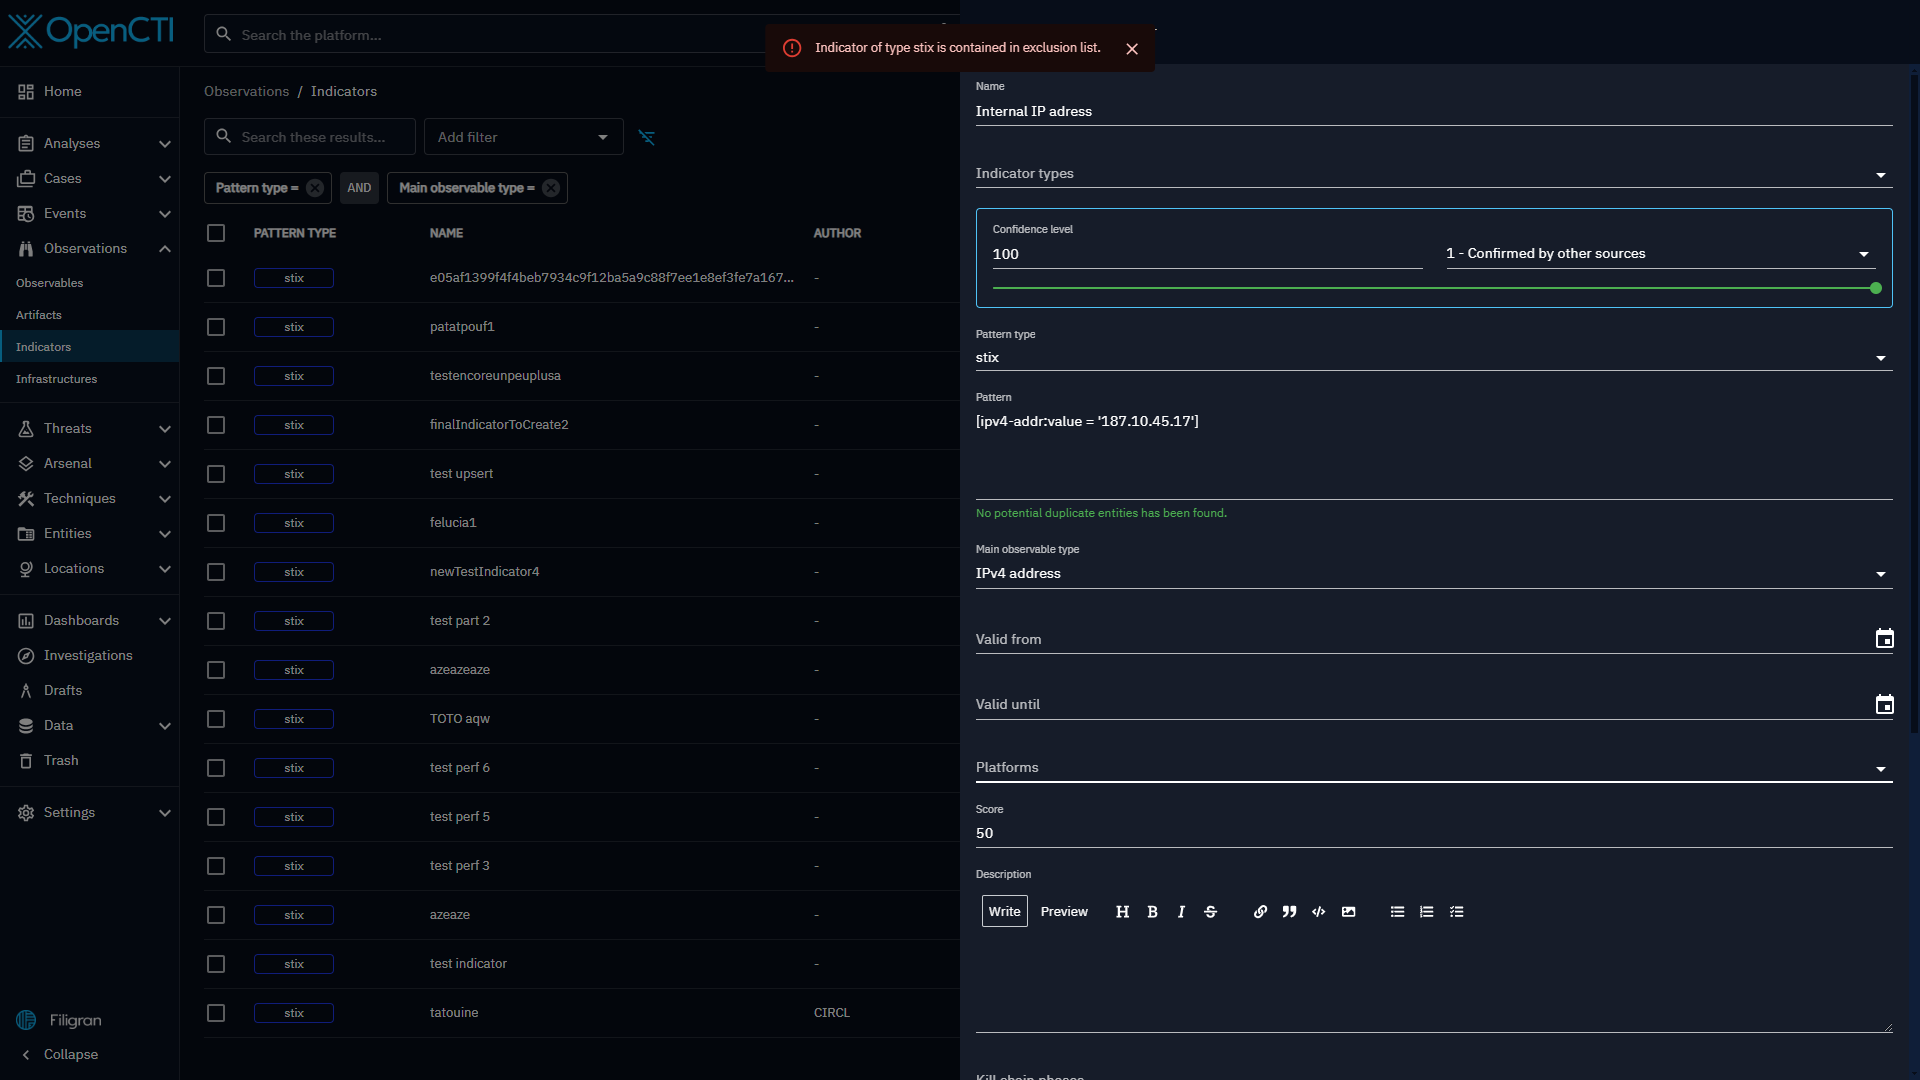 OpenCTI
Search the platform...
Indicator of type stix is contained in exclusion list.
Home
Analyses
Cases
Events
Observations
Observables
Artifacts
Indicators
Infrastructures
Threats
Arsenal
Techniques
Entities
Locations
Dashboards
Investigations
Drafts
Data
Trash
Settings
Filigran
Collapse
Observations / Indicators
Search these results...
Add filter
Pattern type =
AND
Main observable type =
PATTERN TYPE NAME AUTHOR
stix e05af1399f4f4beb7934c9f12ba5a9c88f7ee1e8ef3fe7a167... -
stix patatpouf1 -
stix testencoreunpeuplusa -
stix finalIndicatorToCreate2 -
stix test upsert -
stix felucia1 -
stix newTestIndicator4 -
stix test part 2 -
stix azeazeaze -
stix TOTO aqw -
stix test perf 6 -
stix test perf 5 -
stix test perf 3 -
stix azeaze -
stix test indicator -
stix tatouine CIRCL
Name
Internal IP adress
Indicator types
Confidence level
100
1 - Confirmed by other sources
Pattern type
stix
Pattern
[ipv4-addr:value = '187.10.45.17']
No potential duplicate entities has been found.
Main observable type
IPv4 address
Valid from
Valid until
Platforms
Score
50
Description
Write Preview
Kill chain phases